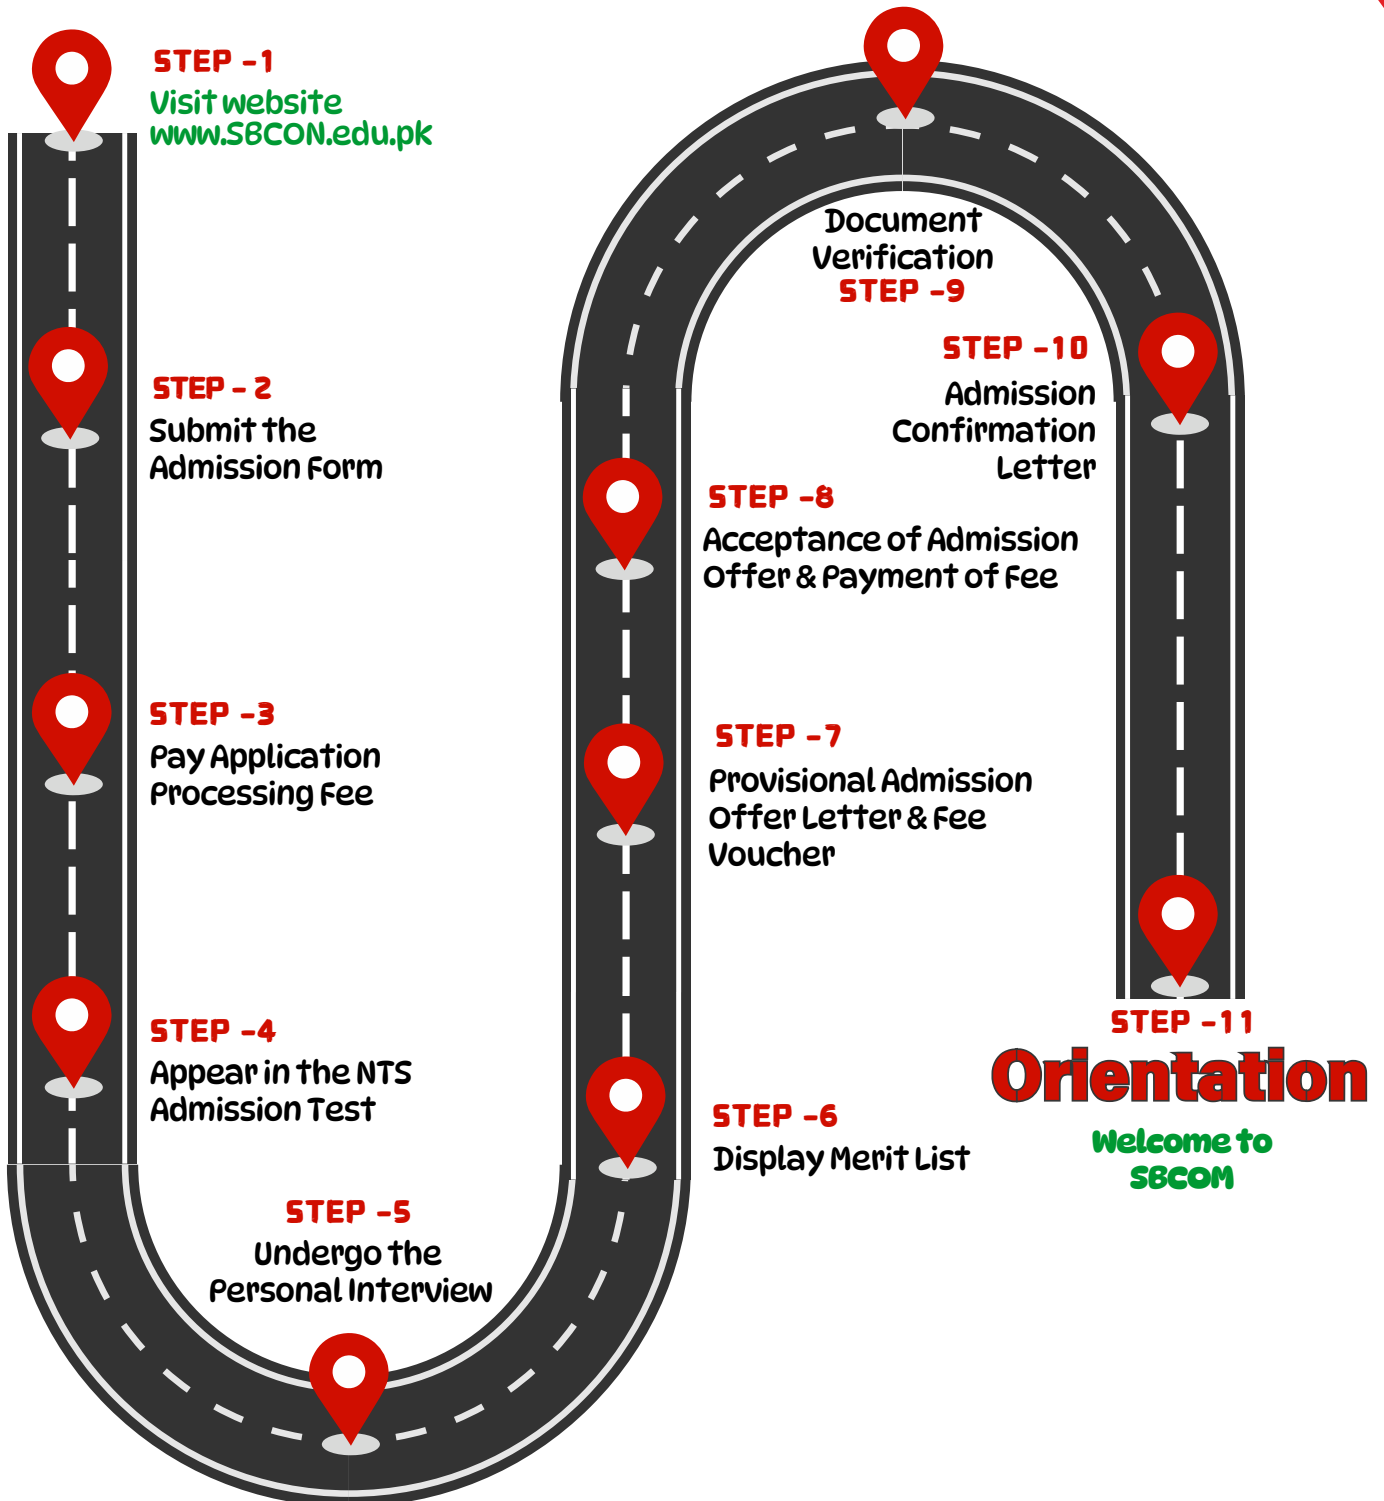 STEP -1
Visit website
www.SBCON.edu.pk
STEP - 2
Submit the
Admission Form
STEP -3
Pay Application
Processing Fee
STEP -4
Appear in the NTS
Admission Test
STEP -5
Undergo the
Personal Interview
STEP -6
Display Merit List
STEP -7
Provisional Admission
Offer Letter & Fee
Voucher
STEP -8
Acceptance of Admission
Offer & Payment of Fee
Document
Verification
STEP -9
STEP -10
Admission
Confirmation
Letter
STEP -11
Orientation
Welcome to
SBCOM